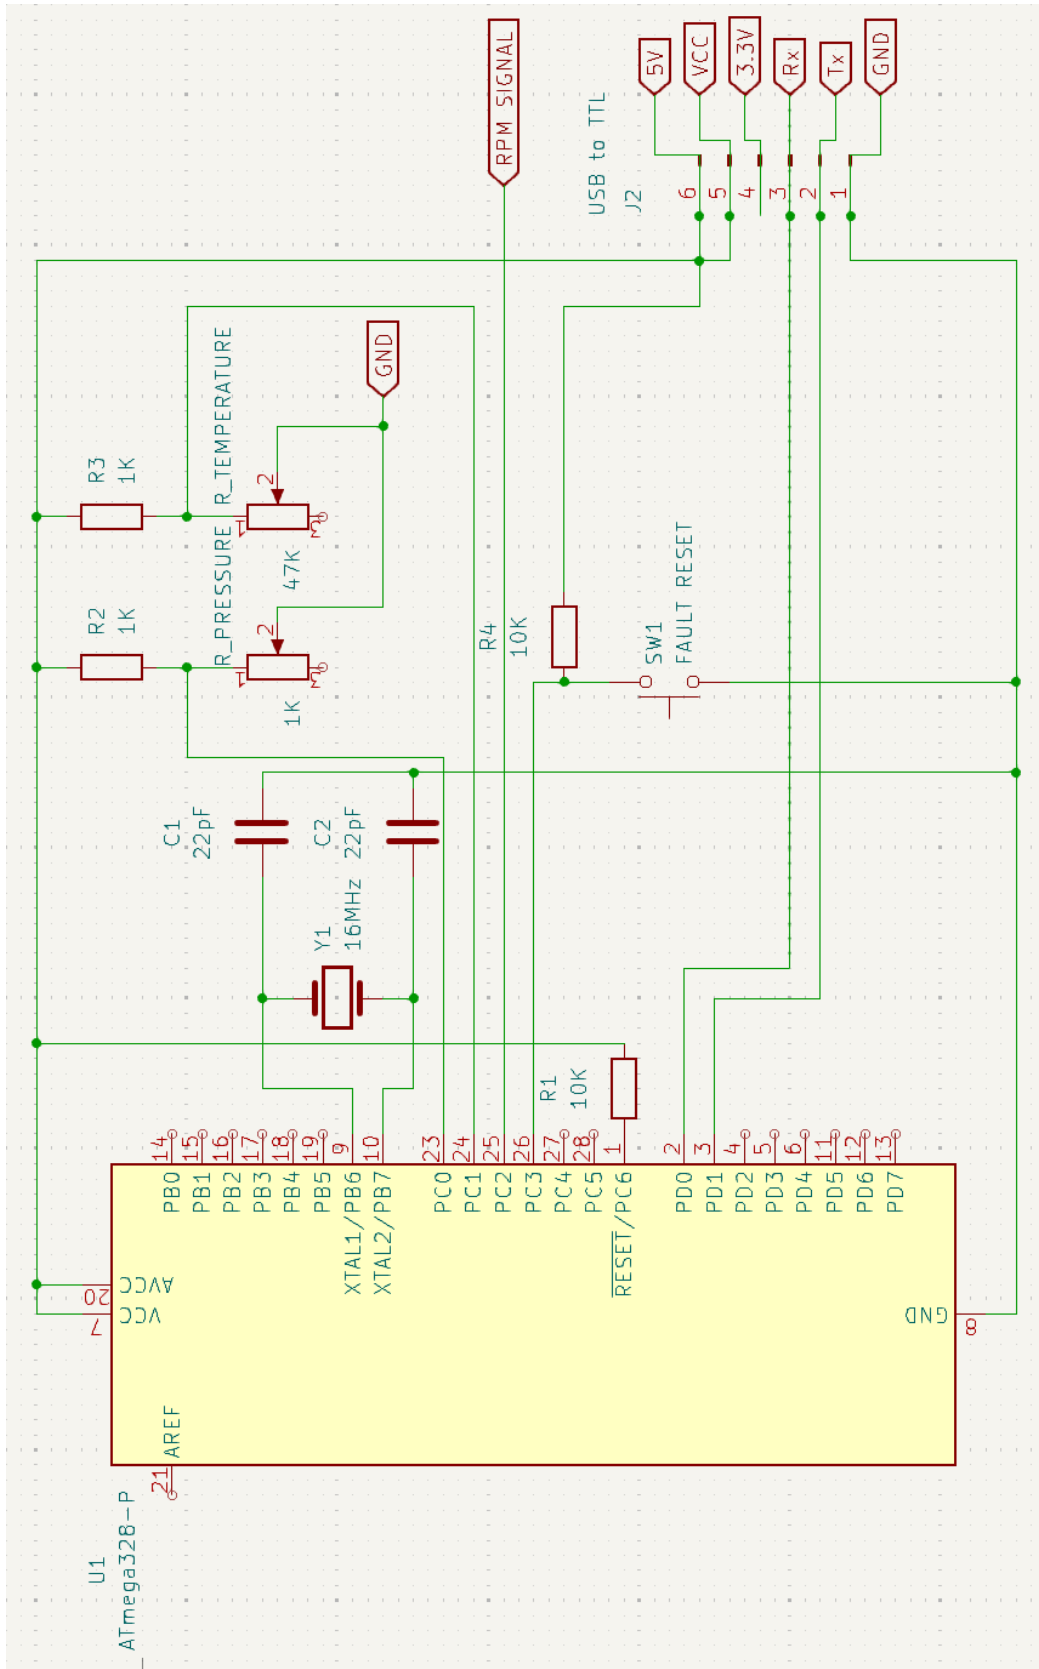 RPM SIGNAL
5V
VCC
3.3V
Rx
Tx
GND
USB to TTL
J2
6
5
4
3
2
1
GND
R_TEMPERATURE
R3
1K
2
1
3
47K
R_PRESSURE
R2
1K
2
1
3
1K
R4
10K
SW1
FAULT RESET
C1
22pF
C2
22pF
Y1
16MHz
R1
10K
14
15
16
17
18
19
9
10
23
24
25
26
27
28
1
2
3
4
5
6
11
12
13
PB0
PB1
PB2
PB3
PB4
PB5
XTAL1/PB6
XTAL2/PB7
PC0
PC1
PC2
PC3
PC4
PC5
RESET/PC6
PD0
PD1
PD2
PD3
PD4
PD5
PD6
PD7
20
AVCC
7
VCC
GND
8
AREF
21
U1
_ATmega328-P